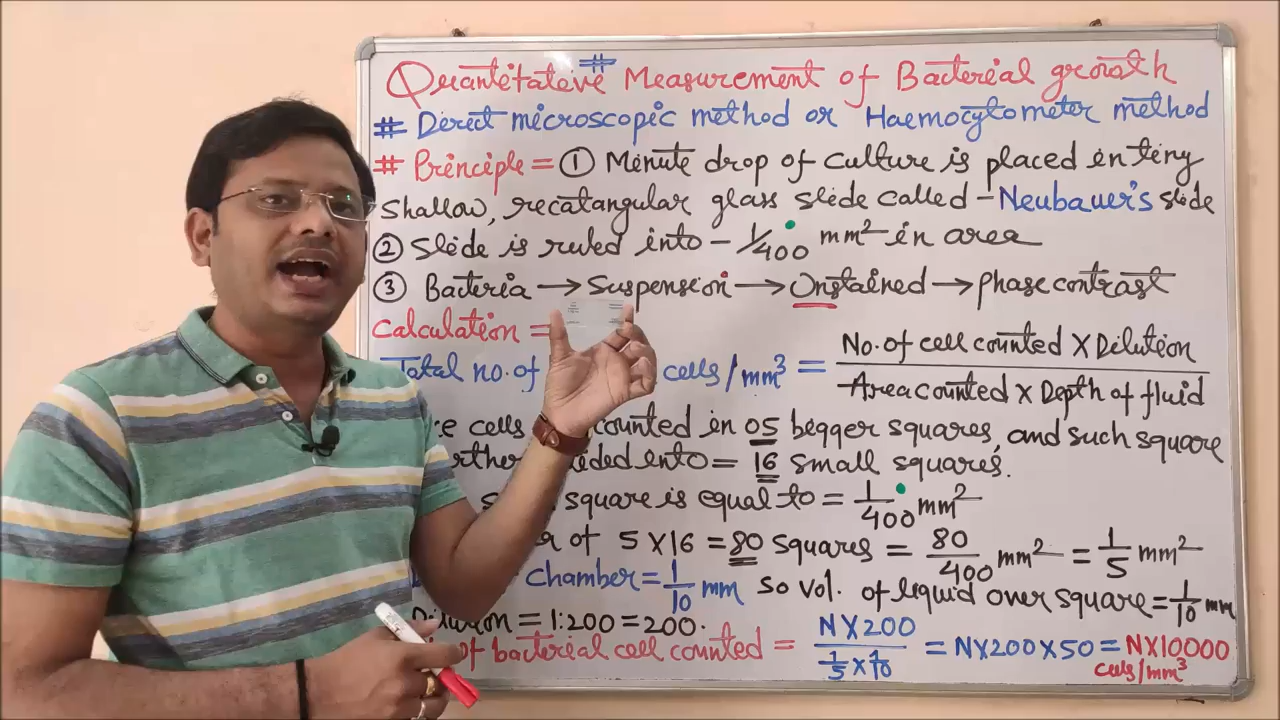 Quantitative # Measurement of Bacterial growth
# Direct microscopic method or Haemocytometer method
# Principle = ① Minute drop of culture is placed in tiny
shallow, recatangular glass slide called - Neubauer's slide
② Slide is ruled into - 1/400 mm² in area
③ Bacteria → Suspension → Unstained → phase contrast
Calculation =
Total no. of cells/mm³ = No. of cell counted X Dilution / Area counted x Depth of fluid
cells counted in 05 bigger squares, and such square
into = 16 small squares.
square is equal to = 1/400 mm²
of 5 X 16 = 80 squares = 80/400 mm² = 1/5 mm²
Chamber = 1/10 mm so vol. of liquid over square = 1/10 mm
Dilution = 1:200 = 200.
of bacterial cell counted = N X 200 / 1/5 x 1/10 = N X 200 X 50 = N X 10000 cells/mm³